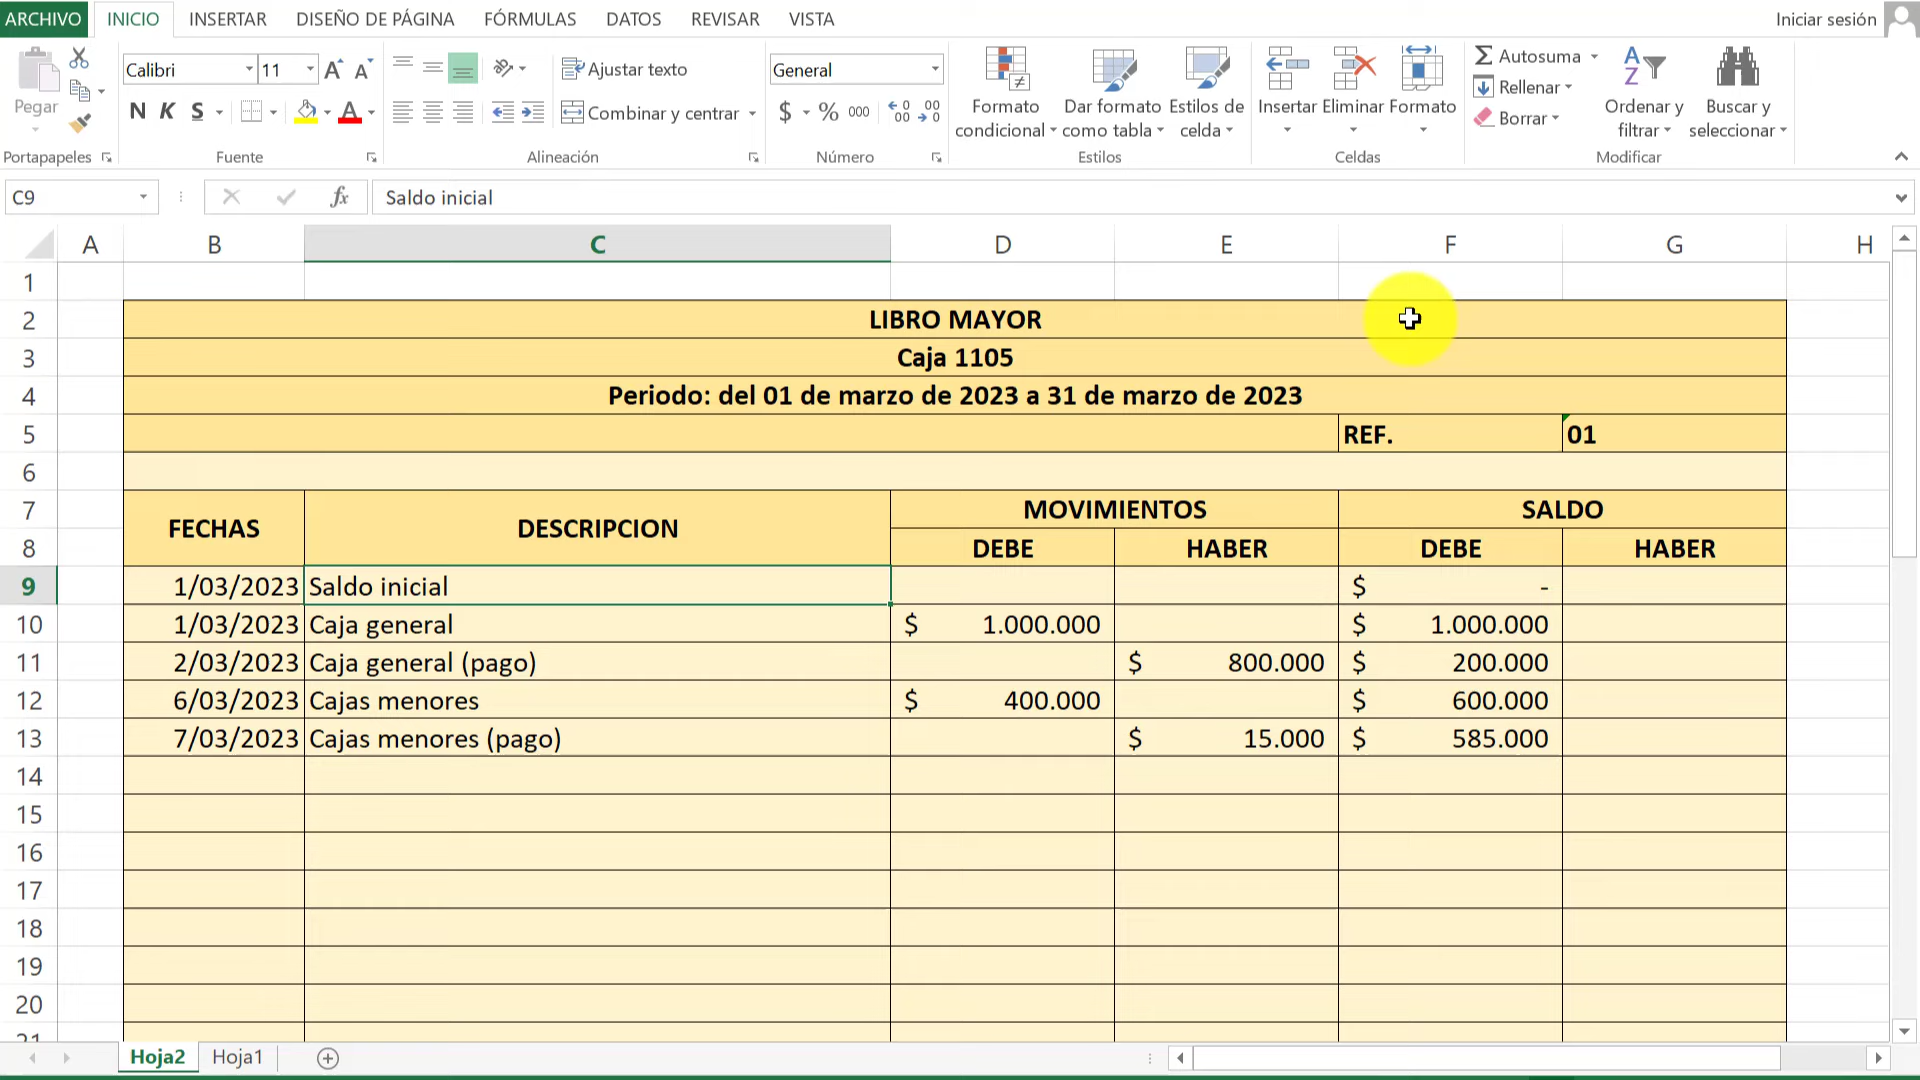 ARCHIVO INICIO INSERTAR DISEÑO DE PÁGINA FÓRMULAS DATOS REVISAR VISTA Iniciar sesión
Pegar
Portapapeles
Calibri 11 A A
N K S A
Fuente
Ajustar texto
Combinar y centrar
Alineación
General
$ % 000 ,0 ,00 ,00 ,0
Número
Formato condicional
Dar formato como tabla
Estilos de celda
Estilos
Insertar Eliminar Formato
Celdas
Σ Autosuma
Rellenar
Borrar
A Z
Ordenar y filtrar
Buscar y seleccionar
Modificar
C9 fx Saldo inicial
A B C D E F G H
1
2 LIBRO MAYOR
3 Caja 1105
4 Periodo: del 01 de marzo de 2023 a 31 de marzo de 2023
5 REF. 01
6
7 FECHAS DESCRIPCION MOVIMIENTOS SALDO
8 DEBE HABER DEBE HABER
9 1/03/2023 Saldo inicial $ -
10 1/03/2023 Caja general $ 1.000.000 $ 1.000.000
11 2/03/2023 Caja general (pago) $ 800.000 $ 200.000
12 6/03/2023 Cajas menores $ 400.000 $ 600.000
13 7/03/2023 Cajas menores (pago) $ 15.000 $ 585.000
14
15
16
17
18
19
20
21
Hoja2 Hoja1